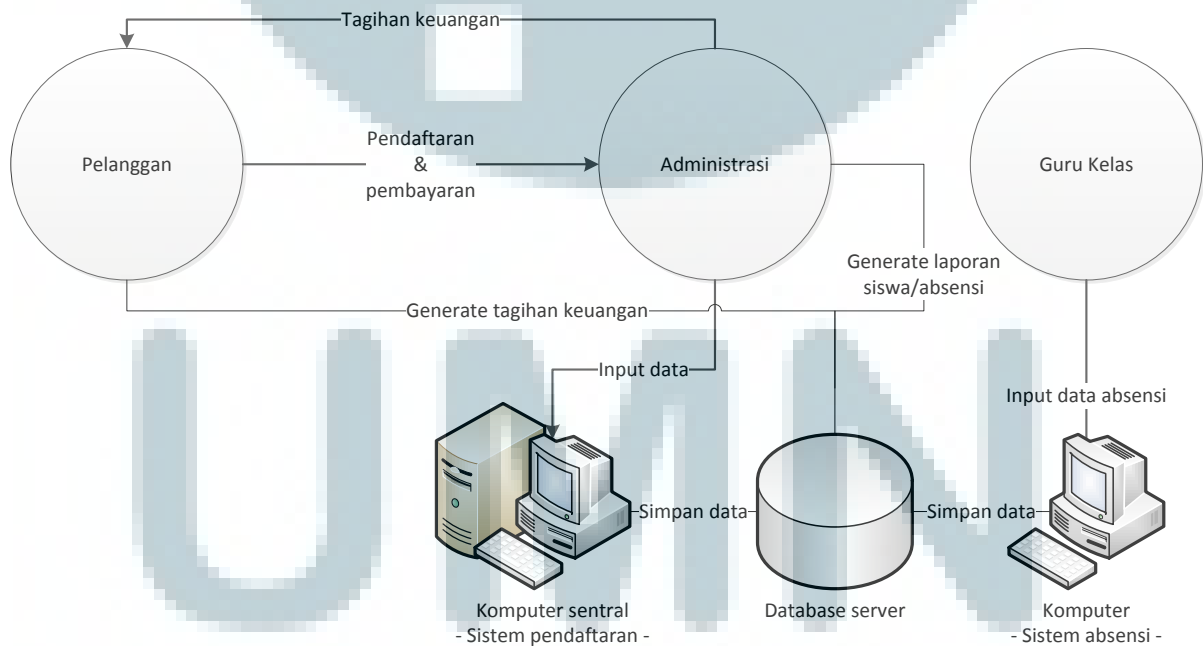 Tagihan keuangan
Pelanggan
Pendaftaran
&
pembayaran
Administrasi
Guru Kelas
Generate laporan
siswa/absensi
Generate tagihan keuangan
Input data
Input data absensi
Simpan data
Simpan data
Komputer sentral
- Sistem pendaftaran -
Database server
Komputer
- Sistem absensi -
UMN